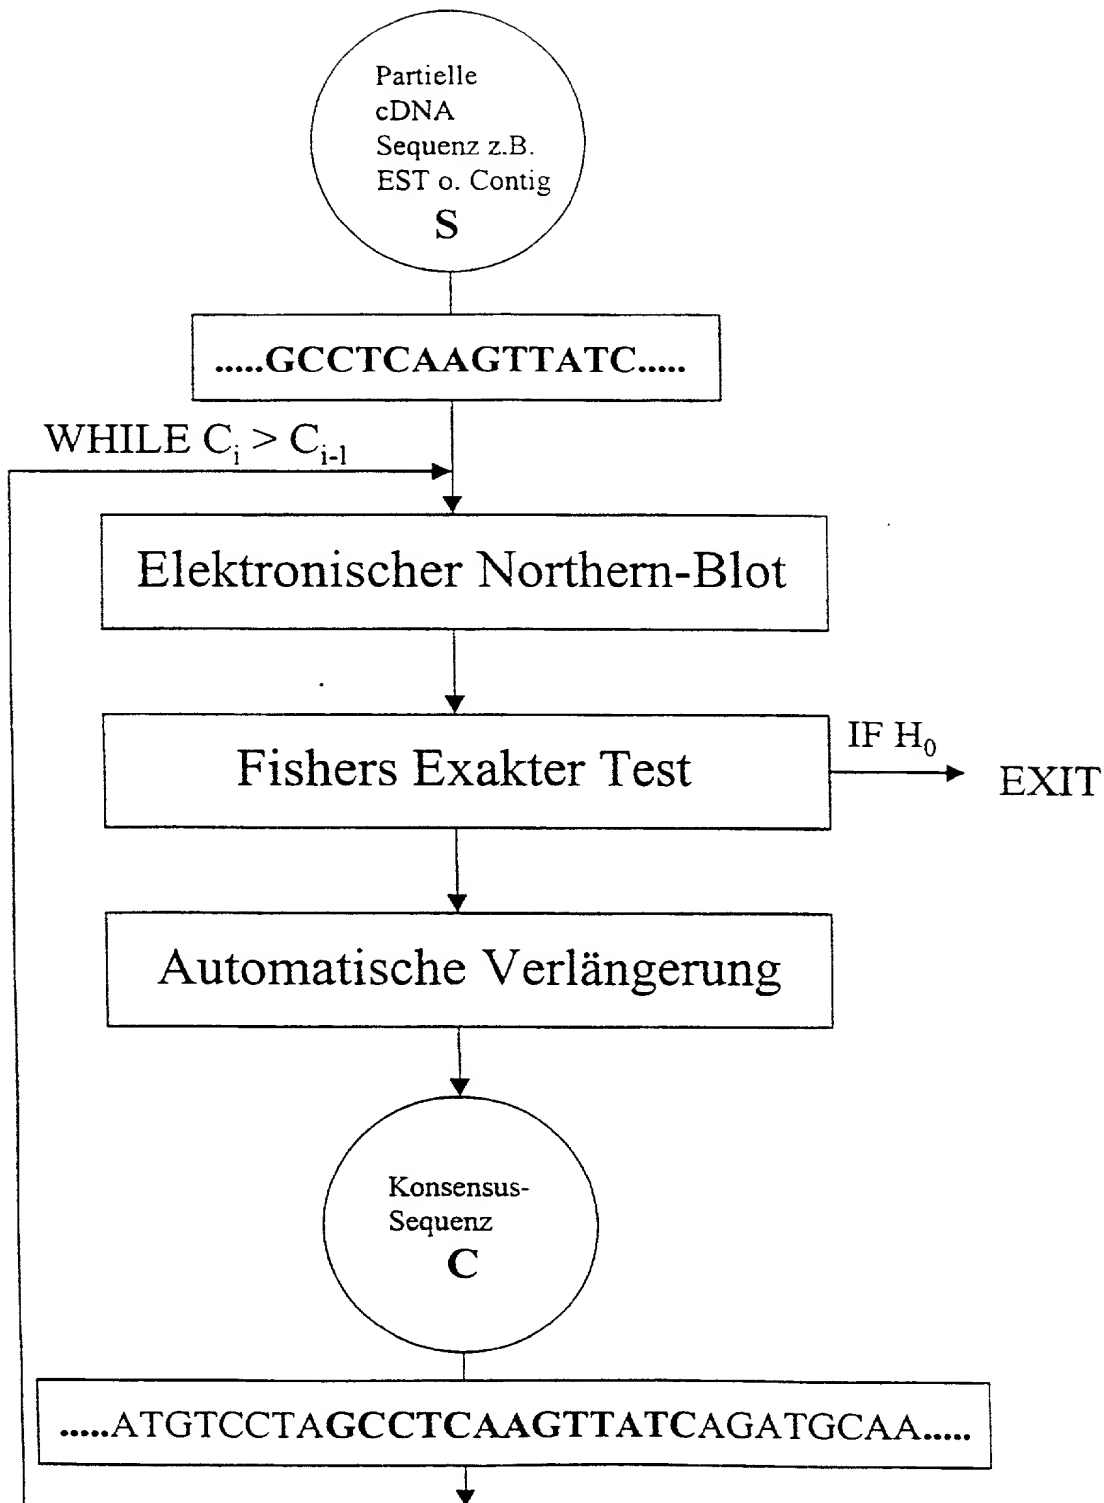 Partielle
cDNA
Sequenz z.B.
EST o. Contig
S
.....GCCTCAAGTTATC.....
WHILE Cᵢ > Cᵢ₋₁
Elektronischer Northern-Blot
Fishers Exakter Test
IF H₀
EXIT
Automatische Verlängerung
Konsensus-
Sequenz
C
.....ATGTCCTAGCCTCAAGTTATCAGATGCAA.....